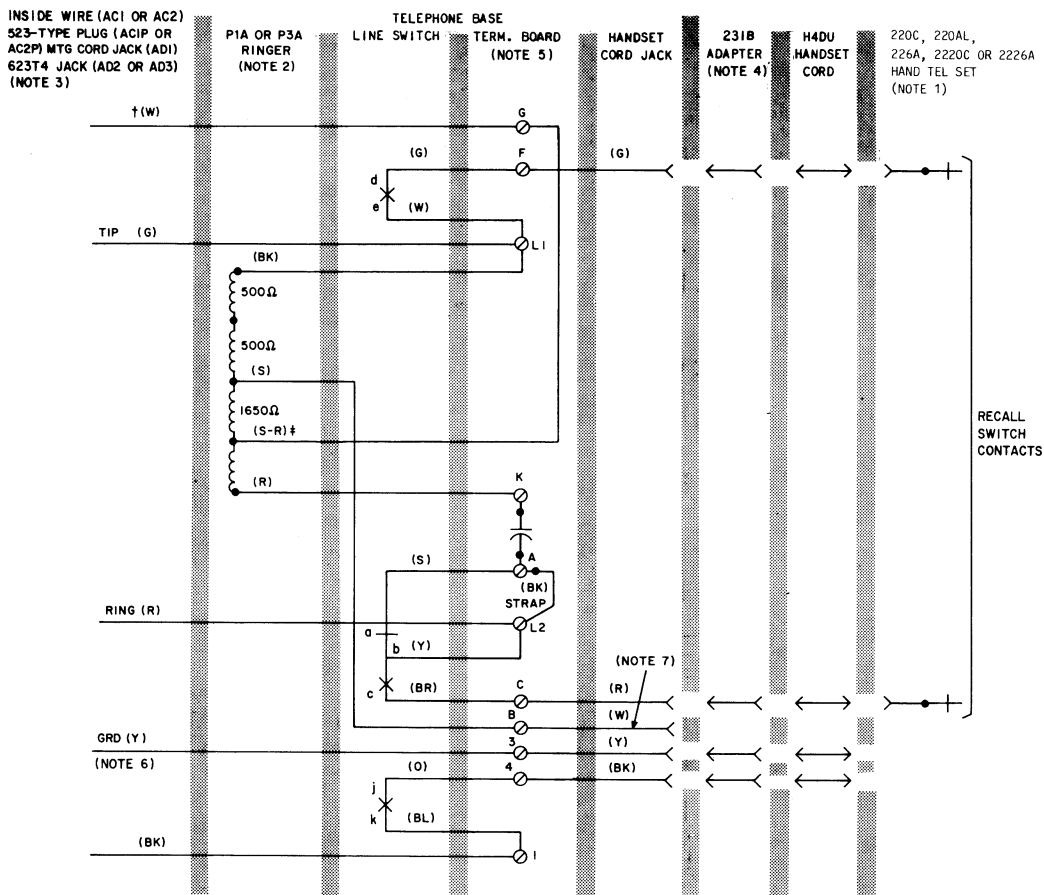 INSIDE WIRE (AC1 OR AC2)
523-TYPE PLUG (AC1P OR
AC2P) MTG CORD JACK (AD1)
623T4 JACK (AD2 OR AD3)
(NOTE 3)
P1A OR P3A
RINGER
(NOTE 2)
TELEPHONE BASE
LINE SWITCH
TERM. BOARD
(NOTE 5)
HANDSET
CORD JACK
231B
ADAPTER
(NOTE 4)
H4DU
HANDSET
CORD
220C, 220AL,
226A, 2220C OR 2226A
HAND TEL SET
(NOTE 1)
†(W)
G
(G)
F
(G)
d
e
(W)
TIP (G)
L1
(BK)
500Ω
500Ω
(S)
1650Ω
(S-R)‡
RECALL
SWITCH
CONTACTS
(R)
K
(S)
A
(BK)
STRAP
RING (R)
L2
a
b
(Y)
(NOTE 7)
c
(BR)
C
(R)
B
(W)
GRD (Y)
3
(Y)
(NOTE 6)
(O)
4
(BK)
j
k
(BL)
(BK)
1